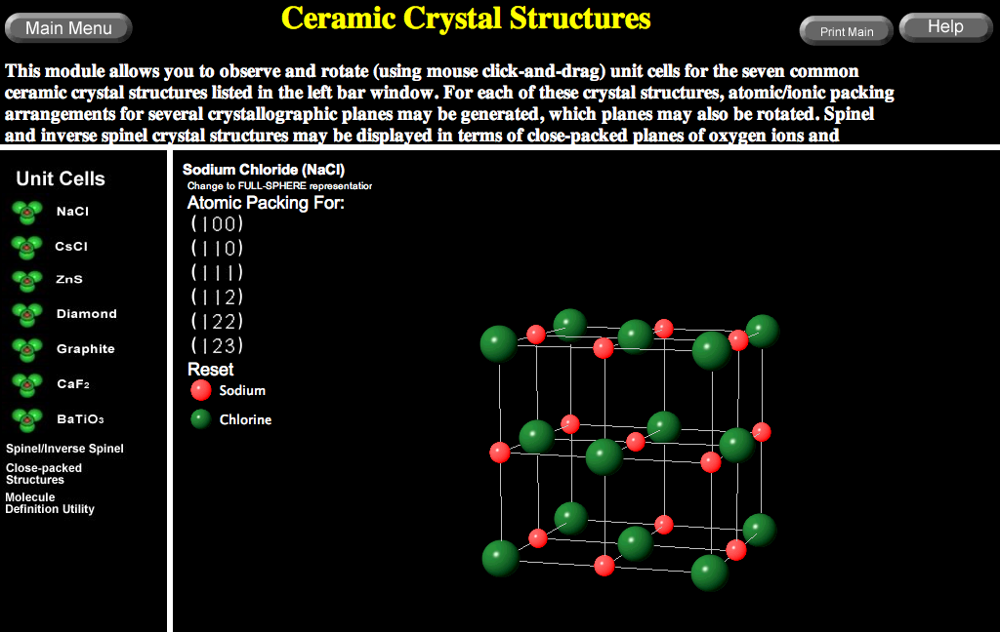 Main Menu
Ceramic Crystal Structures
Print Main
Help
This module allows you to observe and rotate (using mouse click-and-drag) unit cells for the seven common
ceramic crystal structures listed in the left bar window. For each of these crystal structures, atomic/ionic packing
arrangements for several crystallographic planes may be generated, which planes may also be rotated. Spinel
and inverse spinel crystal structures may be displayed in terms of close-packed planes of oxygen ions and
Unit Cells
NaCl
CsCl
ZnS
Diamond
Graphite
CaF2
BaTiO3
Spinel/Inverse Spinel
Close-packed
Structures
Molecule
Definition Utility
Sodium Chloride (NaCl)
Change to FULL-SPHERE representation
Atomic Packing For:
(100)
(110)
(111)
(112)
(122)
(123)
Reset
Sodium
Chlorine